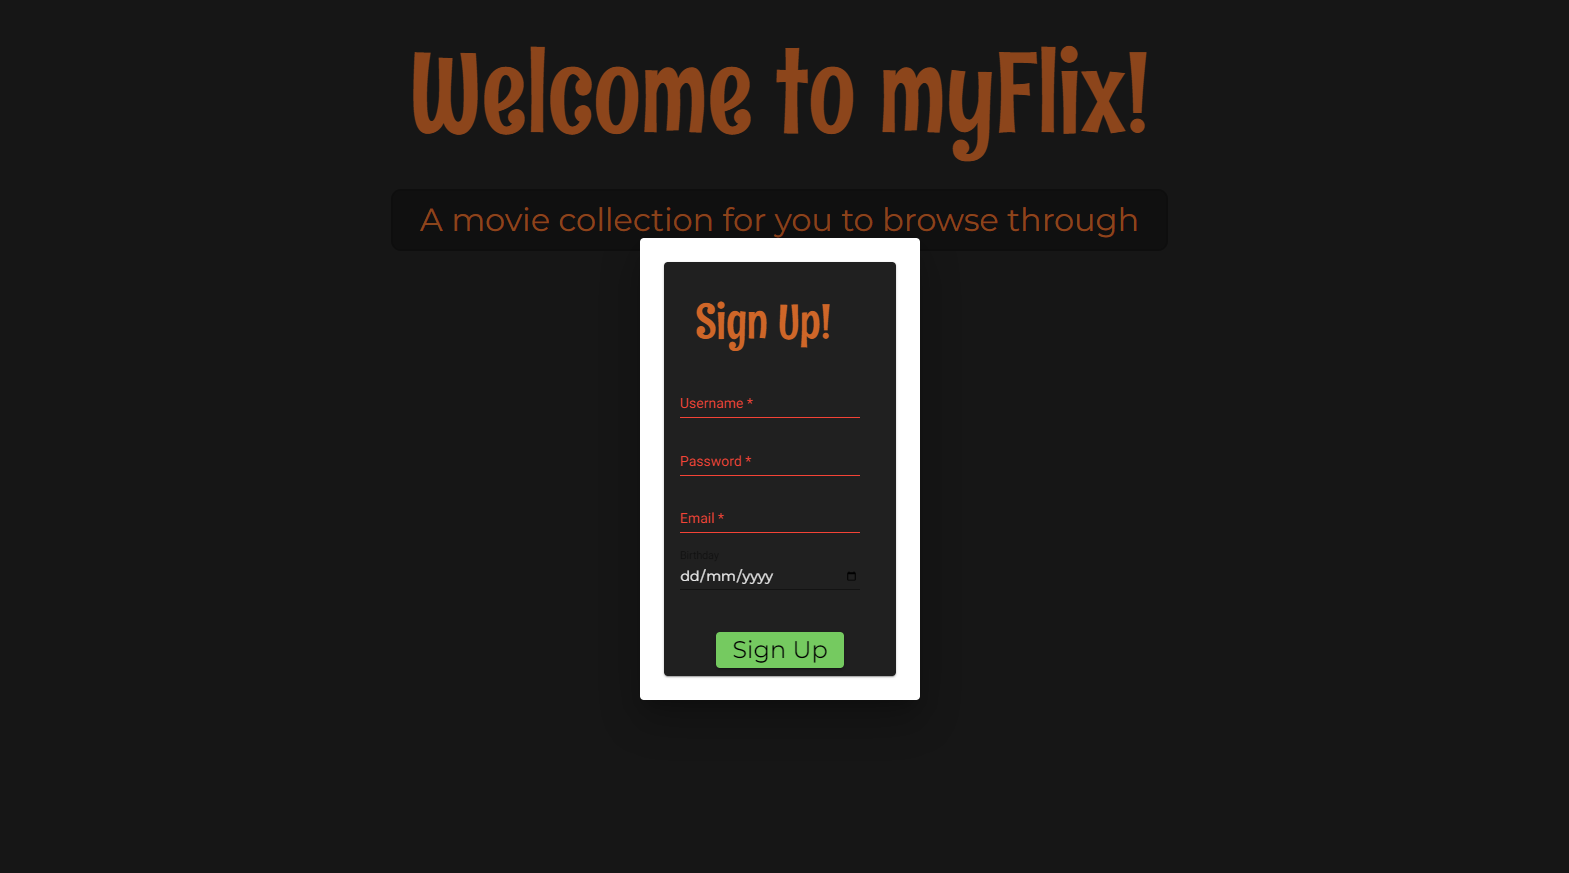 Welcome to myFlix!
A movie collection for you to browse through
Sign Up!
Username *
Password *
Email *
Birthday
dd/mm/yyyy
Sign Up